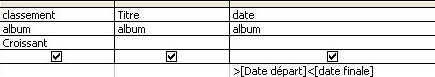 classement Titre date
album album album
Croissant
>[Date départ]<[date finale]